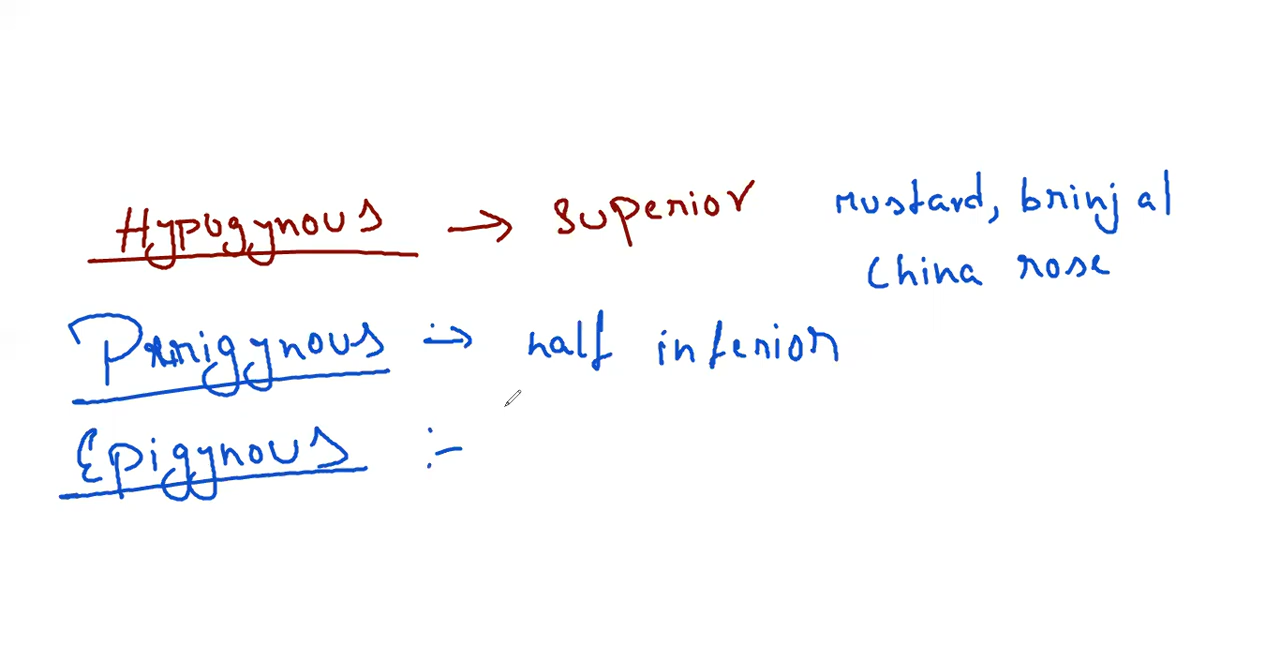 Hypogynous → Superior mustard, brinjal
China rose
Perigynous → half inferior
Epigynous :-